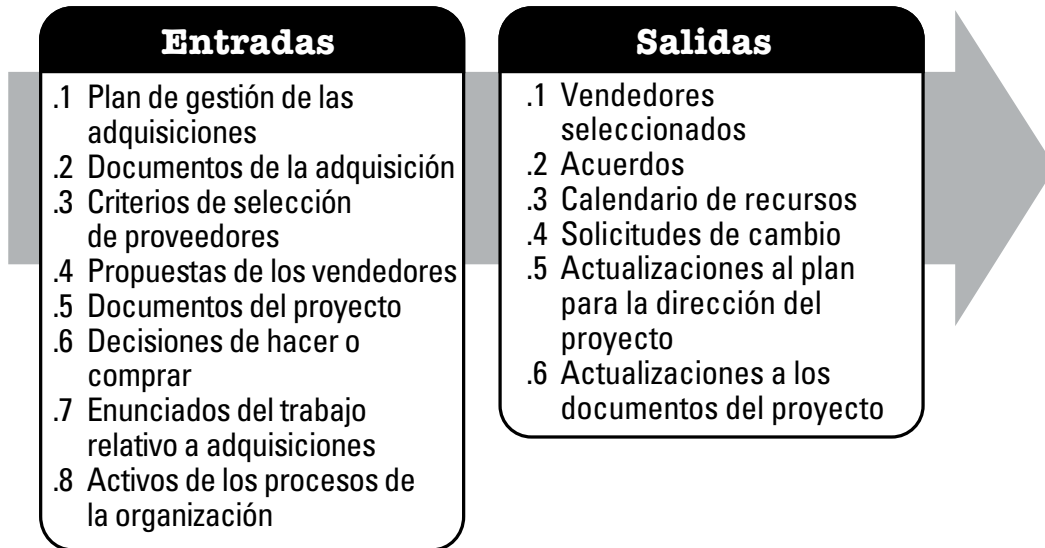 Entradas
.1 Plan de gestión de las
adquisiciones
.2 Documentos de la adquisición
.3 Criterios de selección
de proveedores
.4 Propuestas de los vendedores
.5 Documentos del proyecto
.6 Decisiones de hacer o
comprar
.7 Enunciados del trabajo
relativo a adquisiciones
.8 Activos de los procesos de
la organización
Salidas
.1 Vendedores
seleccionados
.2 Acuerdos
.3 Calendario de recursos
.4 Solicitudes de cambio
.5 Actualizaciones al plan
para la dirección del
proyecto
.6 Actualizaciones a los
documentos del proyecto